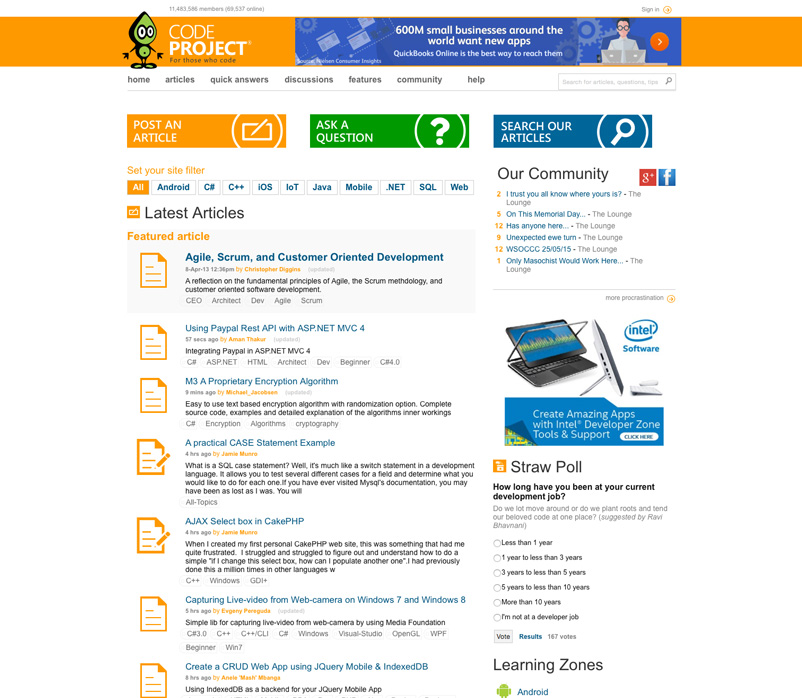 11,483,586 members (69,537 online)
Sign in
CODE
PROJECT®
For those who code
600M small businesses around the
world want new apps
QuickBooks Online is the best way to reach them
Source: Nielsen Consumer Insights
home articles quick answers discussions features community help
Search for articles, questions, tips
POST AN
ARTICLE
ASK A
QUESTION
?
SEARCH OUR
ARTICLES
Set your site filter
All Android C# C++ iOS IoT Java Mobile .NET SQL Web
Latest Articles
Featured article
Agile, Scrum, and Customer Oriented Development
8-Apr-13 12:36pm by Christopher Diggins (updated)
A reflection on the fundamental principles of Agile, the Scrum methdology, and
customer oriented software development.
CEO Architect Dev Agile Scrum
Using Paypal Rest API with ASP.NET MVC 4
57 secs ago by Aman Thakur (updated)
Integrating Paypal in ASP.NET MVC 4
C# ASP.NET HTML Architect Dev Beginner C#4.0
M3 A Proprietary Encryption Algorithm
9 mins ago by Michael_Jacobsen (updated)
Easy to use text based encryption algorithm with randomization option. Complete
source code, examples and detailed explanation of the algorithms inner workings
C# Encryption Algorithms cryptography
A practical CASE Statement Example
4 hrs ago by Jamie Munro
What is a SQL case statement? Well, it's much like a switch statement in a development
language. It allows you to test several different cases for a field and determine what you
would like to do for each one.If you have ever visited Mysql's documentation, you may
have been as lost as I was. You will
All-Topics
AJAX Select box in CakePHP
4 hrs ago by Jamie Munro
When I created my first personal CakePHP web site, this was something that had me
quite frustrated. I struggled and struggled to figure out and understand how to do a
simple "if I change this select box, how can I populate another one".I had previously
done this a million times in other languages w
C++ Windows GDI+
Capturing Live-video from Web-camera on Windows 7 and Windows 8
5 hrs ago by Evgeny Pereguda (updated)
Simple lib for capturing live-video from web-camera by using Media Foundation
C#3.0 C++ C++/CLI C# Windows Visual-Studio OpenGL WPF
Beginner Win7
Create a CRUD Web App using JQuery Mobile & IndexedDB
8 hrs ago by Anele 'Mash' Mbanga
Using IndexedDB as a backend for your JQuery Mobile App
Our Community
g+ f
2 I trust you all know where yours is? - The
Lounge
5 On This Memorial Day... - The Lounge
12 Has anyone here... - The Lounge
9 Unexpected ewe turn - The Lounge
12 WSOCCC 25/05/15 - The Lounge
1 Only Masochist Would Work Here... - The
Lounge
more procrastination
intel
Software
Create Amazing Apps
with Intel® Developer Zone
Tools & Support CLICK HERE
Straw Poll
How long have you been at your current
development job?
Do we lot move around or do we plant roots and tend
our beloved code at one place? (suggested by Ravi
Bhavnani)
Less than 1 year
1 year to less than 3 years
3 years to less than 5 years
5 years to less than 10 years
More than 10 years
I'm not at a developer job
Vote Results 167 votes
Learning Zones
Android